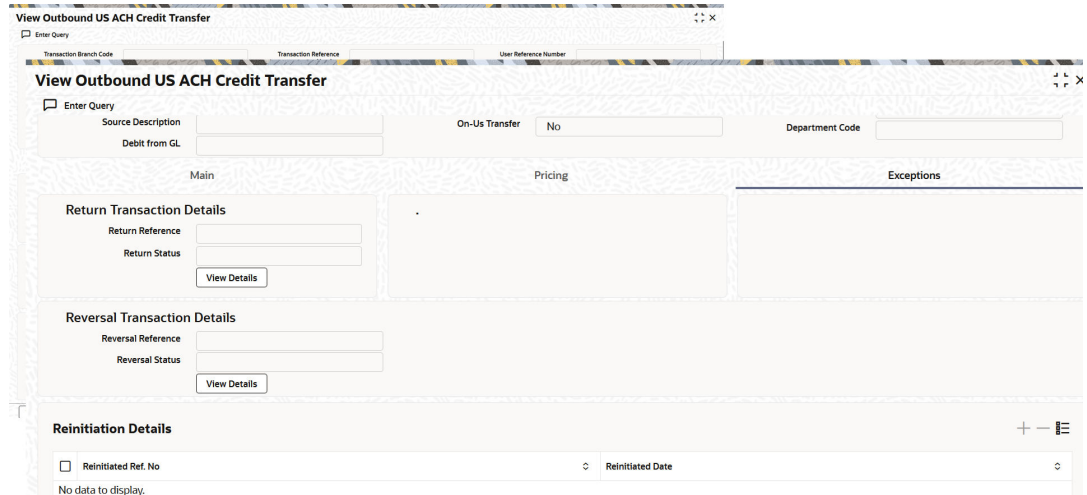 View Outbound US ACH Credit Transfer
Enter Query
Transaction Branch Code Transaction Reference User Reference Number
View Outbound US ACH Credit Transfer
Enter Query
Source Description On-Us Transfer No Department Code
Debit from GL
Main Pricing Exceptions
Return Transaction Details .
Return Reference
Return Status
View Details
Reversal Transaction Details
Reversal Reference
Reversal Status
View Details
Reinitiation Details
Reinitiated Ref. No Reinitiated Date
No data to display.